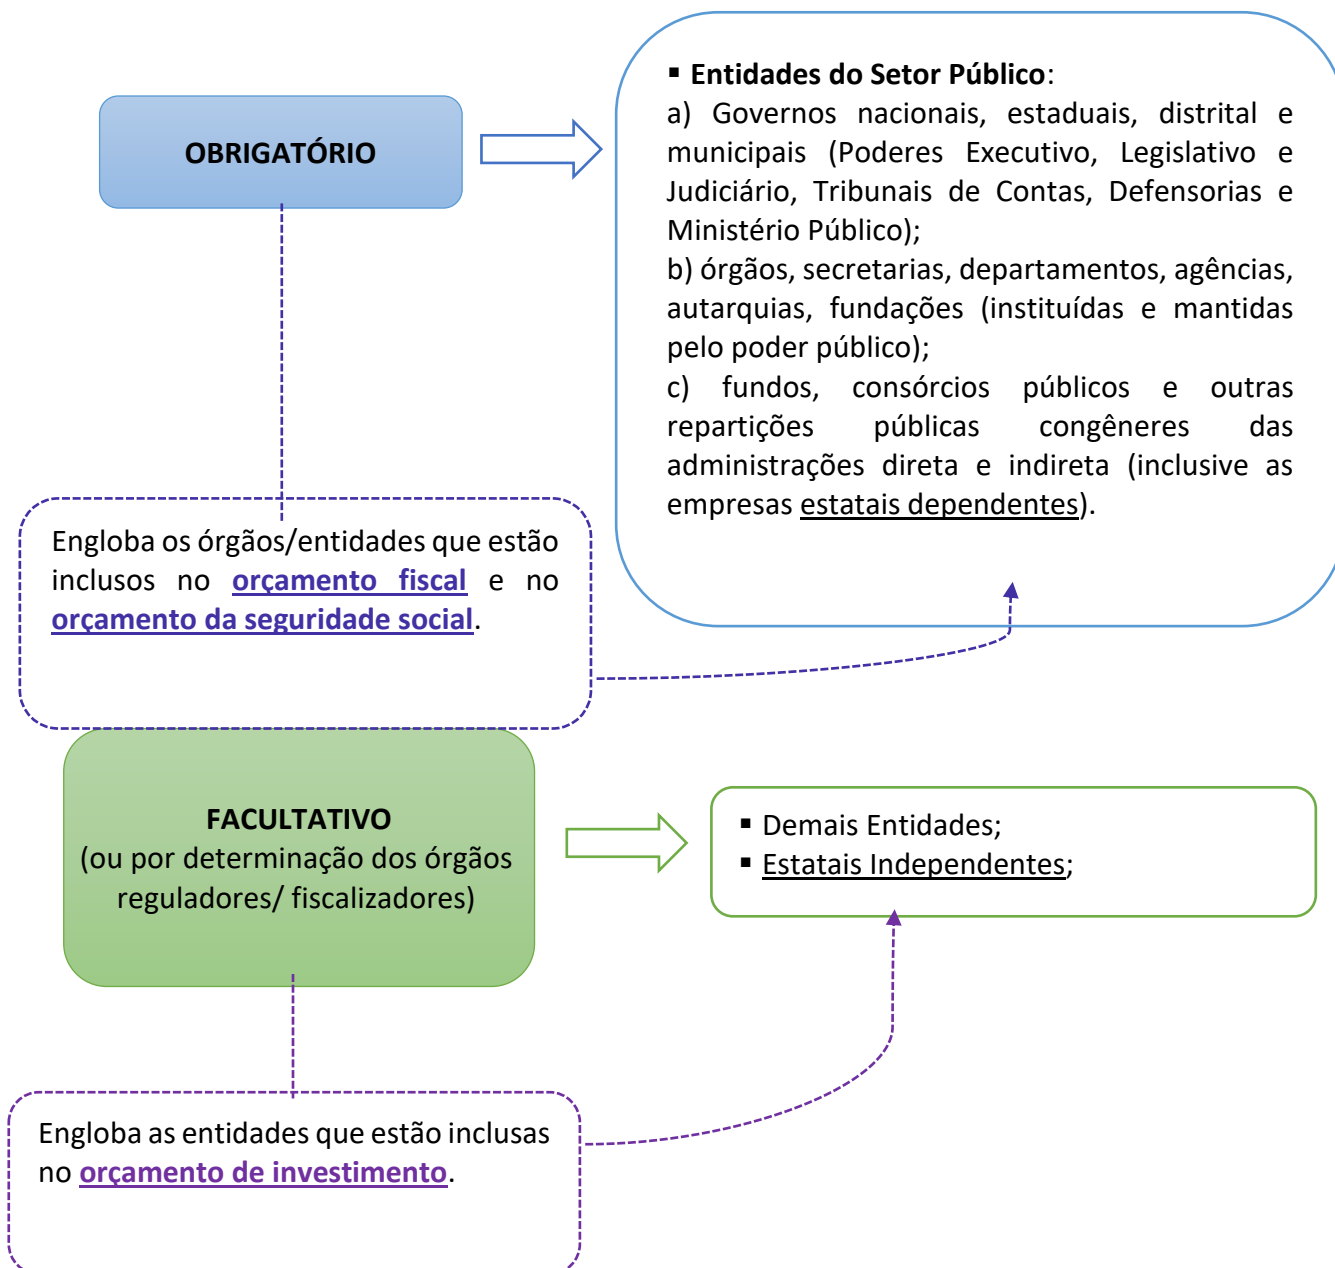 OBRIGATÓRIO
▪ Entidades do Setor Público:
a) Governos nacionais, estaduais, distrital e
municipais (Poderes Executivo, Legislativo e
Judiciário, Tribunais de Contas, Defensorias e
Ministério Público);
b) órgãos, secretarias, departamentos, agências,
autarquias, fundações (instituídas e mantidas
pelo poder público);
c) fundos, consórcios públicos e outras
repartições públicas congêneres das
administrações direta e indireta (inclusive as
empresas estatais dependentes).
Engloba os órgãos/entidades que estão
inclusos no orçamento fiscal e no
orçamento da seguridade social.
FACULTATIVO
(ou por determinação dos órgãos
reguladores/ fiscalizadores)
▪ Demais Entidades;
▪ Estatais Independentes;
Engloba as entidades que estão inclusas
no orçamento de investimento.